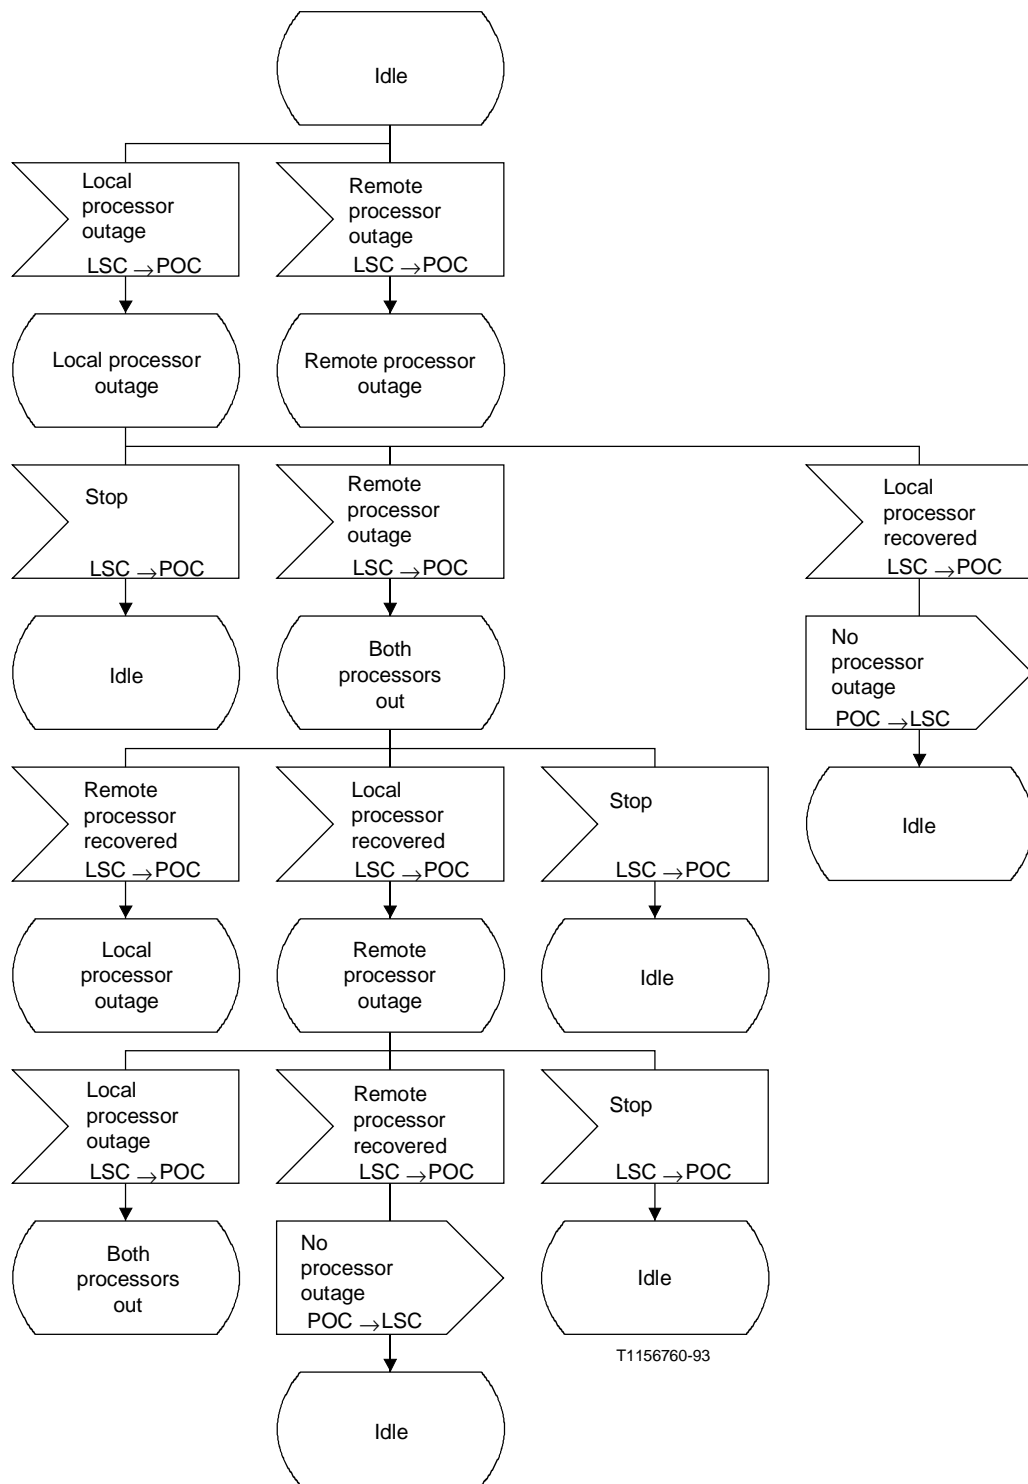 Idle
Local
processor
outage
LSC → POC
Remote
processor
outage
LSC → POC
Local processor
outage
Remote processor
outage
Stop
LSC → POC
Remote
processor
outage
LSC → POC
Local
processor
recovered
LSC → POC
Idle
Both
processors
out
No
processor
outage
POC → LSC
Remote
processor
recovered
LSC → POC
Local
processor
recovered
LSC → POC
Stop
LSC → POC
Idle
Local
processor
outage
Remote
processor
outage
Idle
Local
processor
outage
LSC → POC
Remote
processor
recovered
LSC → POC
Stop
LSC → POC
Both
processors
out
No
processor
outage
POC → LSC
Idle
T1156760-93
Idle